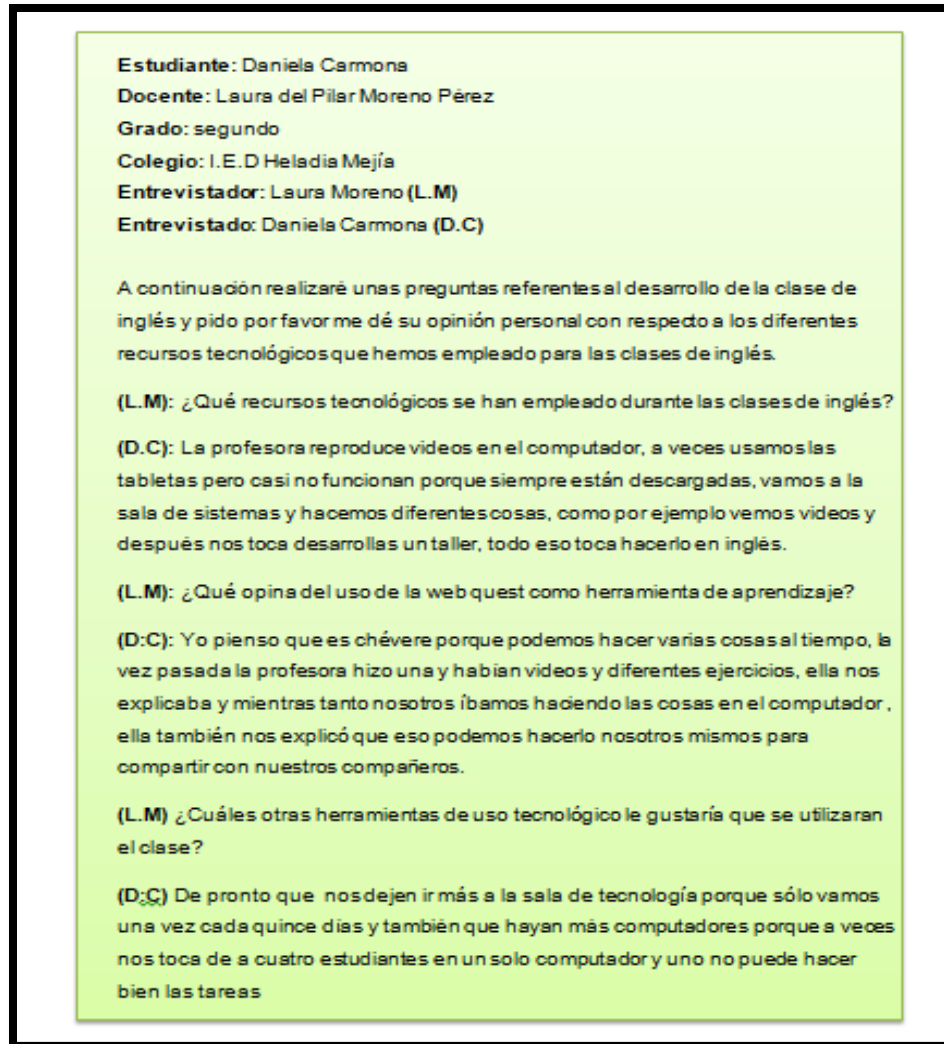 Estudiante: Daniela Carmona
Docente: Laura del Pilar Moreno Pérez
Grado: segundo
Colegio: I.E.D Heladia Mejía
Entrevistador: Laura Moreno (L.M)
Entrevistado: Daniela Carmona (D.C)
A continuación realizaré unas preguntas referentes al desarrollo de la clase de
inglés y pido por favor me dé su opinión personal con respecto a los diferentes
recursos tecnológicos que hemos empleado para las clases de inglés.
(L.M): ¿Qué recursos tecnológicos se han empleado durante las clases de inglés?
(D.C): La profesora reproduce videos en el computador, a veces usamos las
tabletas pero casi no funcionan porque siempre están descargadas, vamos a la
sala de sistemas y hacemos diferentes cosas, como por ejemplo vemos videos y
después nos toca desarrollas un taller, todo eso toca hacerlo en inglés.
(L.M): ¿Qué opina del uso de la web quest como herramienta de aprendizaje?
(D:C): Yo pienso que es chévere porque podemos hacer varias cosas al tiempo, la
vez pasada la profesora hizo una y habían videos y diferentes ejercicios, ella nos
explicaba y mientras tanto nosotros íbamos haciendo las cosas en el computador ,
ella también nos explicó que eso podemos hacerlo nosotros mismos para
compartir con nuestros compañeros.
(L.M) ¿Cuáles otras herramientas de uso tecnológico le gustaría que se utilizaran
el clase?
(D:C) De pronto que nos dejen ir más a la sala de tecnología porque sólo vamos
una vez cada quince días y también que hayan más computadores porque a veces
nos toca de a cuatro estudiantes en un solo computador y uno no puede hacer
bien las tareas